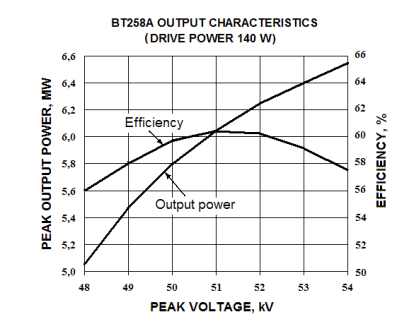 BT258A OUTPUT CHARACTERISTICS
(DRIVE POWER 140 W)
PEAK OUTPUT POWER, MW
6,6
6,4
6,2
6,0
5,8
5,6
5,4
5,2
5,0
Efficiency
Output power
66
64
62
60
58
56
54
52
50
EFFICIENCY, %
48 49 50 51 52 53 54
PEAK VOLTAGE, kV